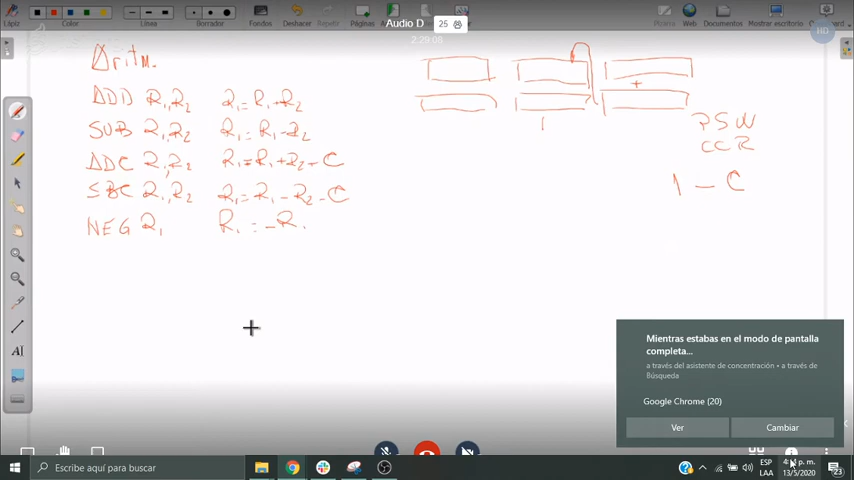 Lápiz
Color
Línea
Borrador
Fondos
Deshacer
Repetir
Páginas
Pizarra
Web
Documentos
Mostrar escritorio
Audio D
25
2:29:06
HD
Aritm.
ADD R1,R2 R1=R1+R2
SUB R1,R2 R1=R1-R2
ADC R1,R2 R1=R1+R2-C
SBC R1,R2 R1=R1-R2-C
NEG R1 R1=-R1
+
1
PSW
CCR
1 - C
AI
Mientras estabas en el modo de pantalla
completa...
a través del asistente de concentración • a través de
Búsqueda
Google Chrome (20)
Ver
Cambiar
Escribe aquí para buscar
ESP
LAA
p. m.
13/5/2020
23